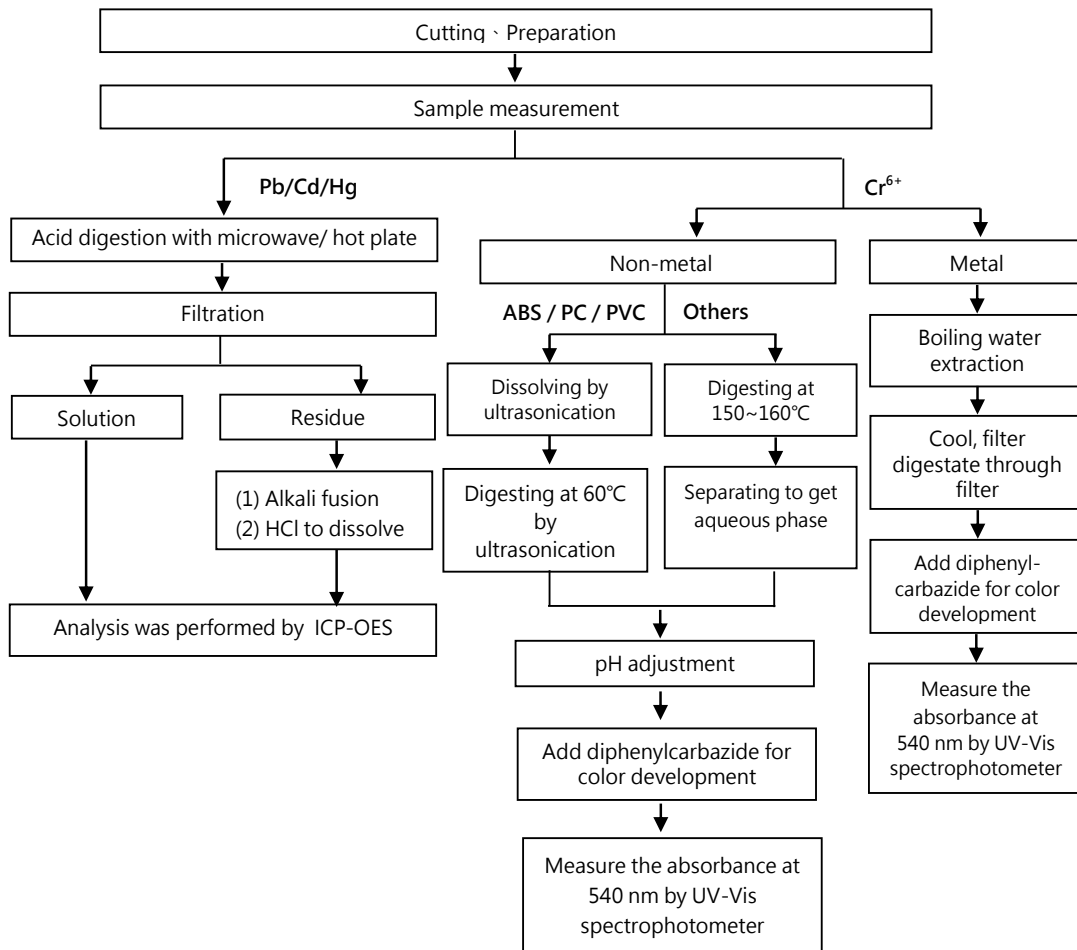 Cutting、Preparation
Sample measurement
Pb/Cd/Hg
Acid digestion with microwave/ hot plate
Filtration
Solution
Residue
(1) Alkali fusion
(2) HCl to dissolve
Analysis was performed by ICP-OES
Cr⁶⁺
Non-metal
ABS / PC / PVC
Dissolving by
ultrasonication
Digesting at 60℃
by
ultrasonication
Others
Digesting at
150~160℃
Separating to get
aqueous phase
pH adjustment
Add diphenylcarbazide for
color development
Measure the absorbance at
540 nm by UV-Vis
spectrophotometer
Metal
Boiling water
extraction
Cool, filter
digestate through
filter
Add diphenyl-
carbazide for color
development
Measure the
absorbance at
540 nm by UV-Vis
spectrophotometer